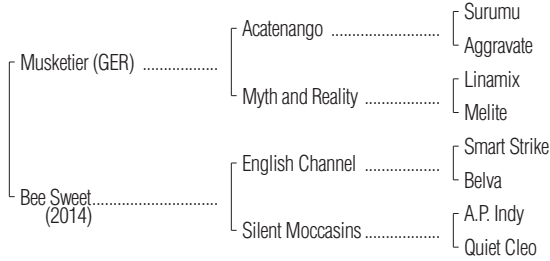 Surumu
Acatenango ..................
Aggravate
Musketier (GER) ..................
Linamix
Myth and Reality ..................
Melite
Smart Strike
English Channel ..................
Belva
Bee Sweet..................
(2014)
A.P. Indy
Silent Moccasins ..................
Quiet Cleo